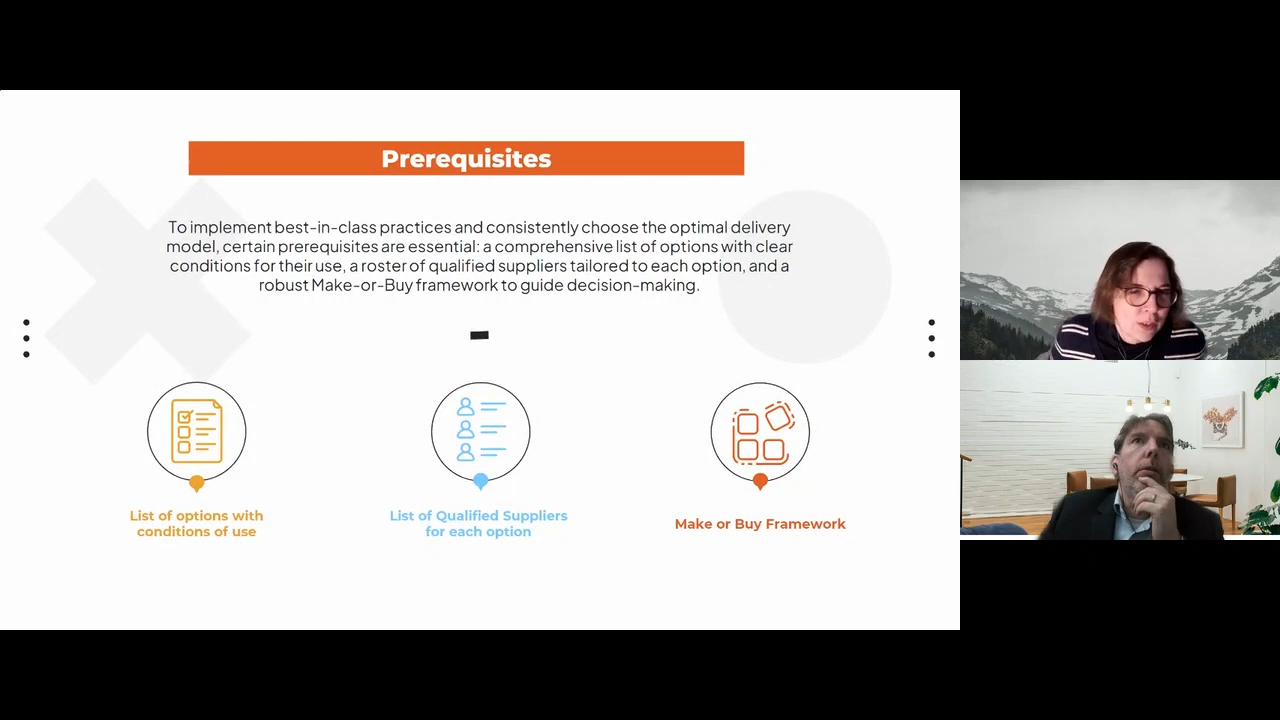 Prerequisites
To implement best-in-class practices and consistently choose the optimal delivery
model, certain prerequisites are essential: a comprehensive list of options with clear
conditions for their use, a roster of qualified suppliers tailored to each option, and a
robust Make-or-Buy framework to guide decision-making.
List of options with
conditions of use
List of Qualified Suppliers
for each option
Make or Buy Framework